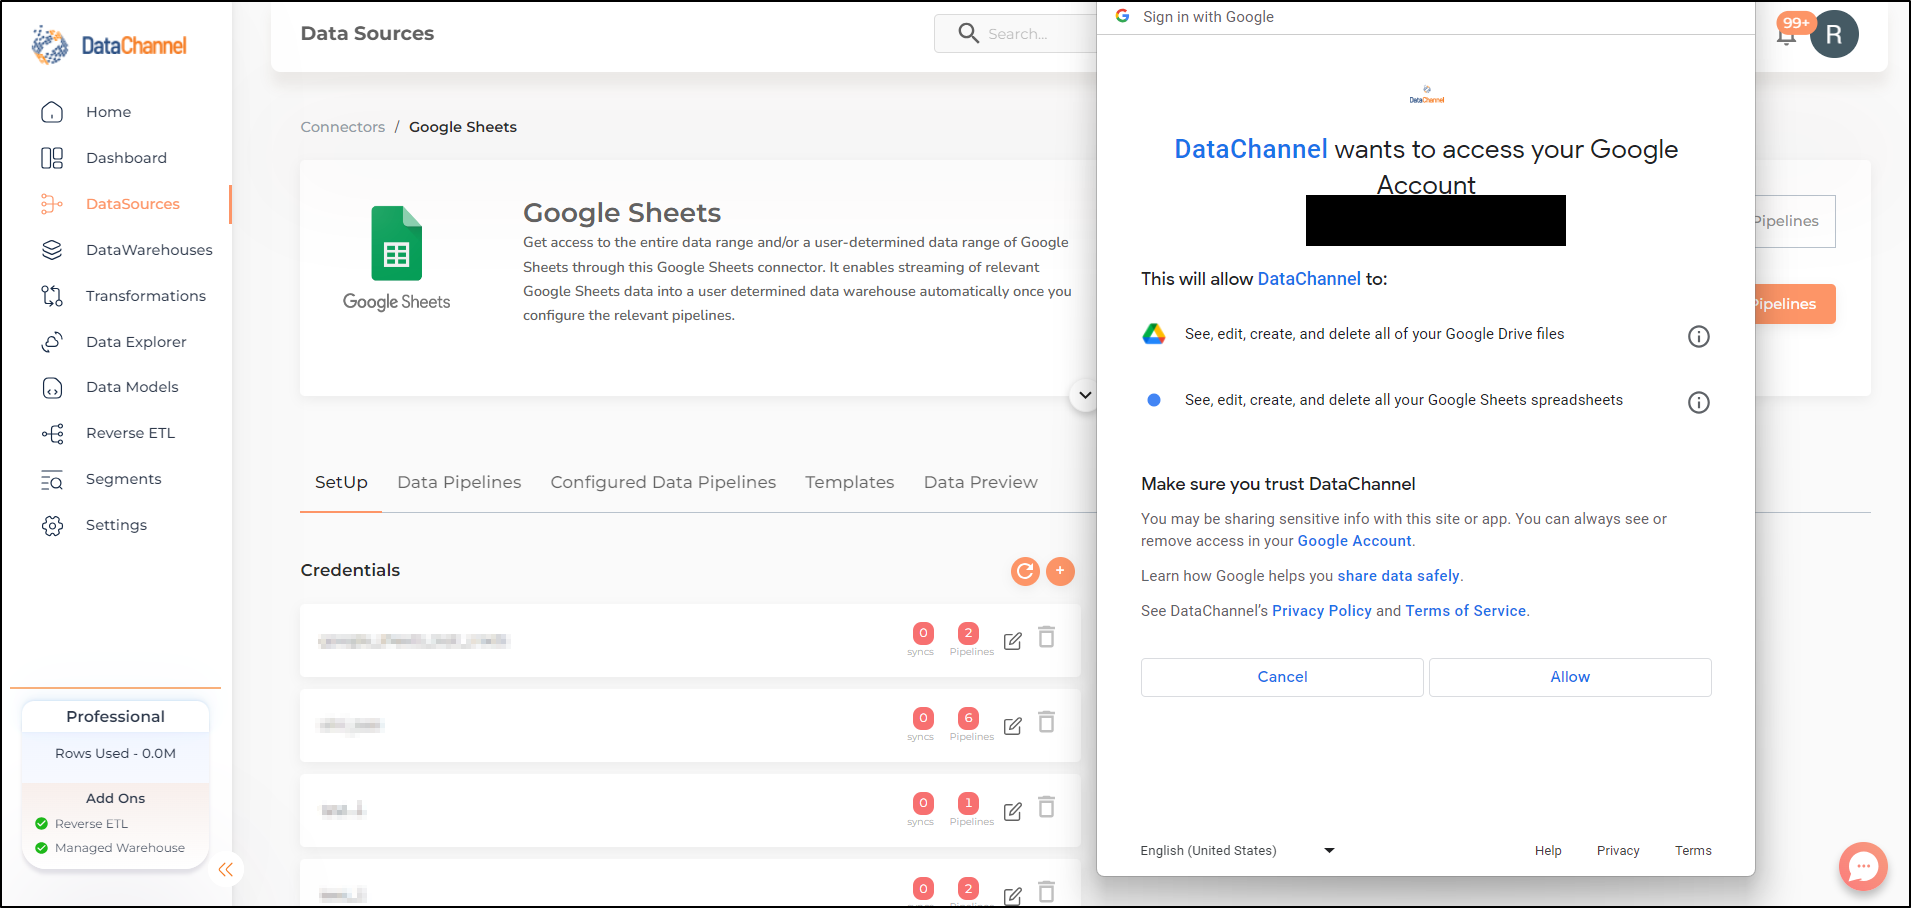 DataChannel
Home
Dashboard
DataSources
DataWarehouses
Transformations
Data Explorer
Data Models
Reverse ETL
Segments
Settings
Professional
Rows Used - 0.0M
Add Ons
Reverse ETL
Managed Warehouse
Data Sources
Search...
99+
R
Connectors / Google Sheets
Google Sheets
Google Sheets
Get access to the entire data range and/or a user-determined data range of Google
Sheets through this Google Sheets connector. It enables streaming of relevant
Google Sheets data into a user determined data warehouse automatically once you
configure the relevant pipelines.
Pipelines
Pipelines
SetUp Data Pipelines Configured Data Pipelines Templates Data Preview
Credentials
+
0 2
syncs Pipelines
0 6
syncs Pipelines
0 1
syncs Pipelines
0 2
Sign in with Google
DataChannel
DataChannel wants to access your Google
Account
This will allow DataChannel to:
See, edit, create, and delete all of your Google Drive files
See, edit, create, and delete all your Google Sheets spreadsheets
Make sure you trust DataChannel
You may be sharing sensitive info with this site or app. You can always see or
remove access in your Google Account.
Learn how Google helps you share data safely.
See DataChannel’s Privacy Policy and Terms of Service.
Cancel Allow
English (United States) Help Privacy Terms